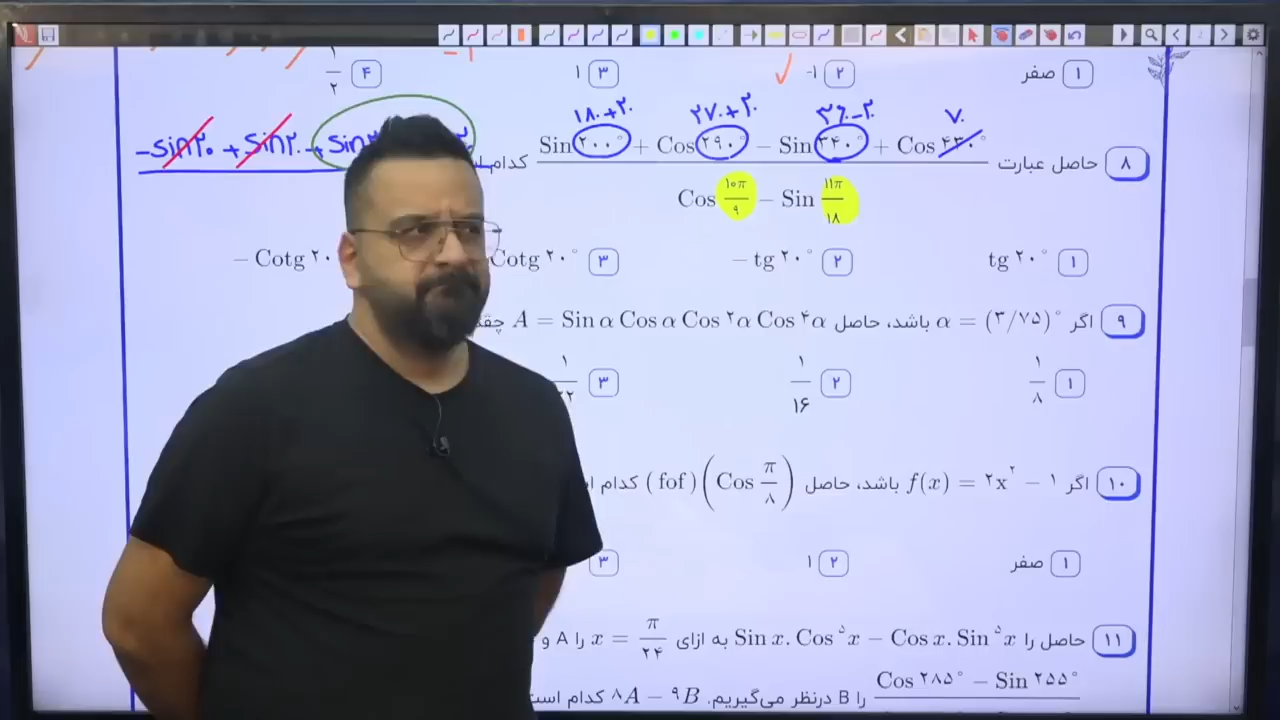 ۱ صفر ۲ -۱ ۳ ۱ ۴ ۱/۲
-۱
۱۸۰+۲۰ ۲۷۰+۲۰ ۳۶۰-۲۰ ۷۰
-sin۲۰ + sin۲۰ + sin
۸ حاصل عبارت Sin ۲۰۰° + Cos ۲۹۰° − Sin ۳۴۰° + Cos ۴۳۰° کدام
Cos ۱۰π/۹ − Sin ۱۱π/۱۸
۱ tg ۲۰° ۲ − tg ۲۰° ۳ Cotg ۲۰° − Cotg ۲۰
۹ اگر α = (۳/۷۵)° باشد، حاصل A = Sin α Cos α Cos ۲α Cos ۴α
۱ ۱/۸ ۲ ۱/۱۶ ۳
۱۰ اگر f(x) = ۲x² − ۱ باشد، حاصل (fof)(Cos π/۸) کدام
۱ صفر ۲ ۱ ۳
۱۱ حاصل را Sin x. Cos⁵x − Cos x. Sin⁵x به ازای x = π/۲۴ را A و
Cos ۲۸۵° − Sin ۲۵۵°
را B درنظر می‌گیریم. ۸A − ۹B کدام است